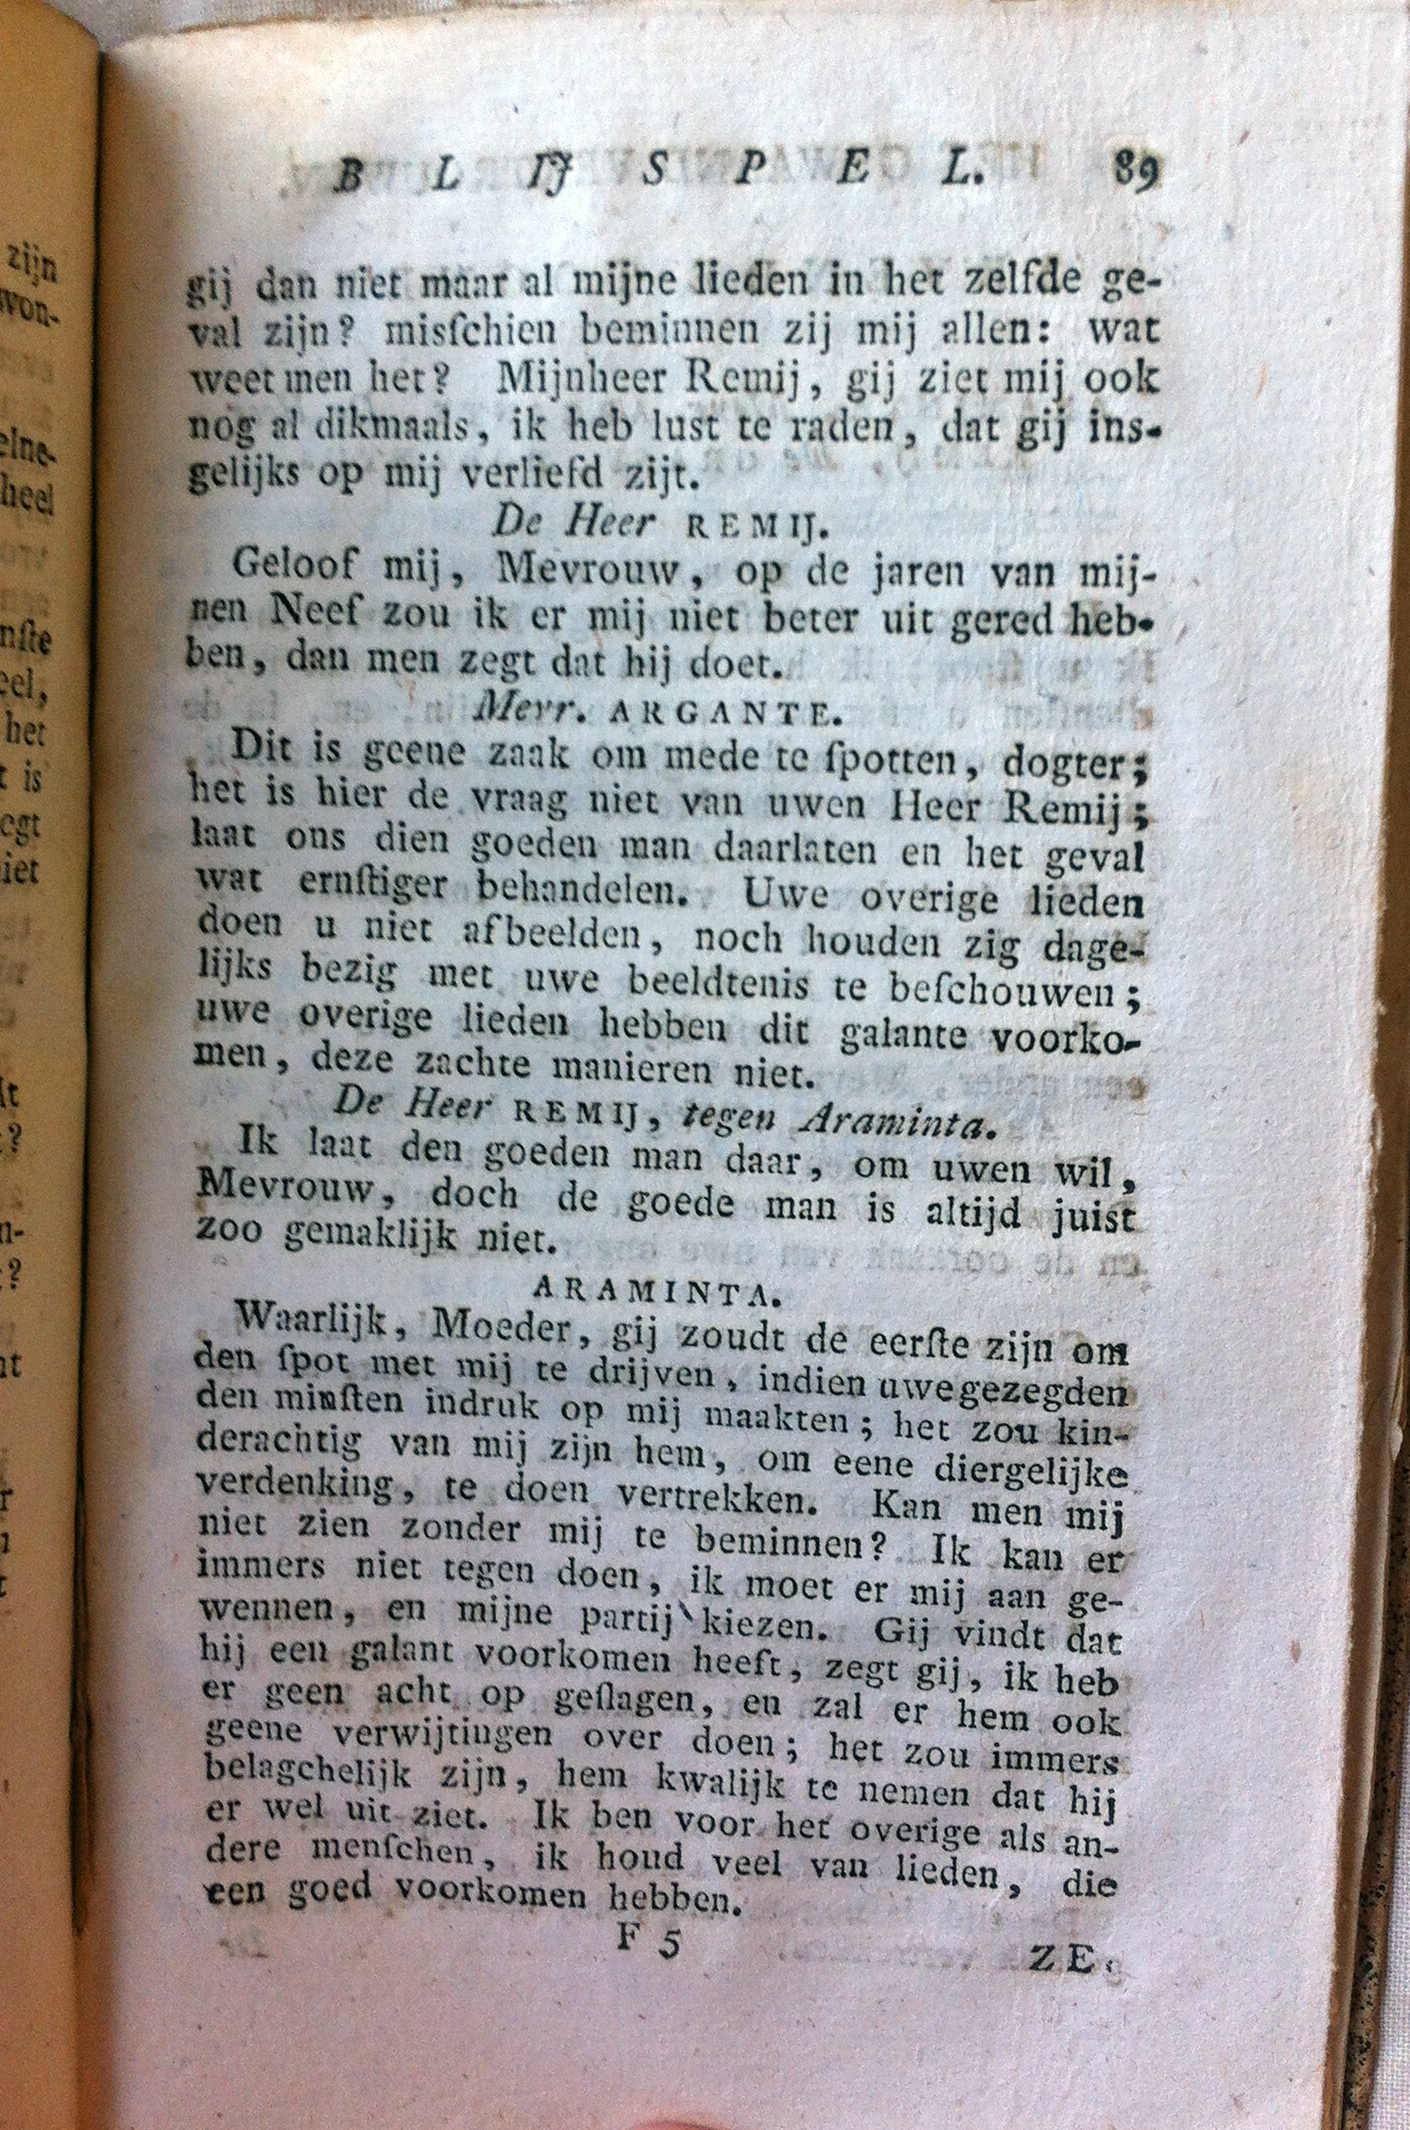 B L IJ S P E L. 89
gij dan niet maar al mijne lieden in het zelfde ge-
val zijn? misſchien beminnen zij mij allen: wat
weet men het? Mijnheer Remij, gij ziet mij ook
nog al dikmaals, ik heb lust te raden, dat gij ins-
gelijks op mij verliefd zijt.
De Heer REMIJ.
Geloof mij, Mevrouw, op de jaren van mij-
nen Neef zou ik er mij niet beter uit gered heb-
ben, dan men zegt dat hij doet.
Mevr. ARGANTE.
Dit is geene zaak om mede te ſpotten, dogter;
het is hier de vraag niet van uwen Heer Remij;
laat ons dien goeden man daarlaten en het geval
wat ernſtiger behandelen. Uwe overige lieden
doen u niet afbeelden, noch houden zig dage-
lijks bezig met uwe beeldtenis te beſchouwen;
uwe overige lieden hebben dit galante voorko-
men, deze zachte manieren niet.
De Heer REMIJ, tegen Araminta.
Ik laat den goeden man daar, om uwen wil,
Mevrouw, doch de goede man is altijd juist
zoo gemaklijk niet.
ARAMINTA.
Waarlijk, Moeder, gij zoudt de eerſte zijn om
den ſpot met mij te drijven, indien uwe gezegden
den minſten indruk op mij maakten; het zou kin-
derachtig van mij zijn hem, om eene diergelijke
verdenking, te doen vertrekken. Kan men mij
niet zien zonder mij te beminnen? Ik kan er
immers niet tegen doen, ik moet er mij aan ge-
wennen, en mijne partij kiezen. Gij vindt dat
hij een galant voorkomen heeft, zegt gij, ik heb
er geen acht op geſlagen, en zal er hem ook
geene verwijtingen over doen; het zou immers
belagchelijk zijn, hem kwalijk te nemen dat hij
er wel uit ziet. Ik ben voor het overige als an-
dere menſchen, ik houd veel van lieden, die
een goed voorkomen hebben.
F 5 ZE-